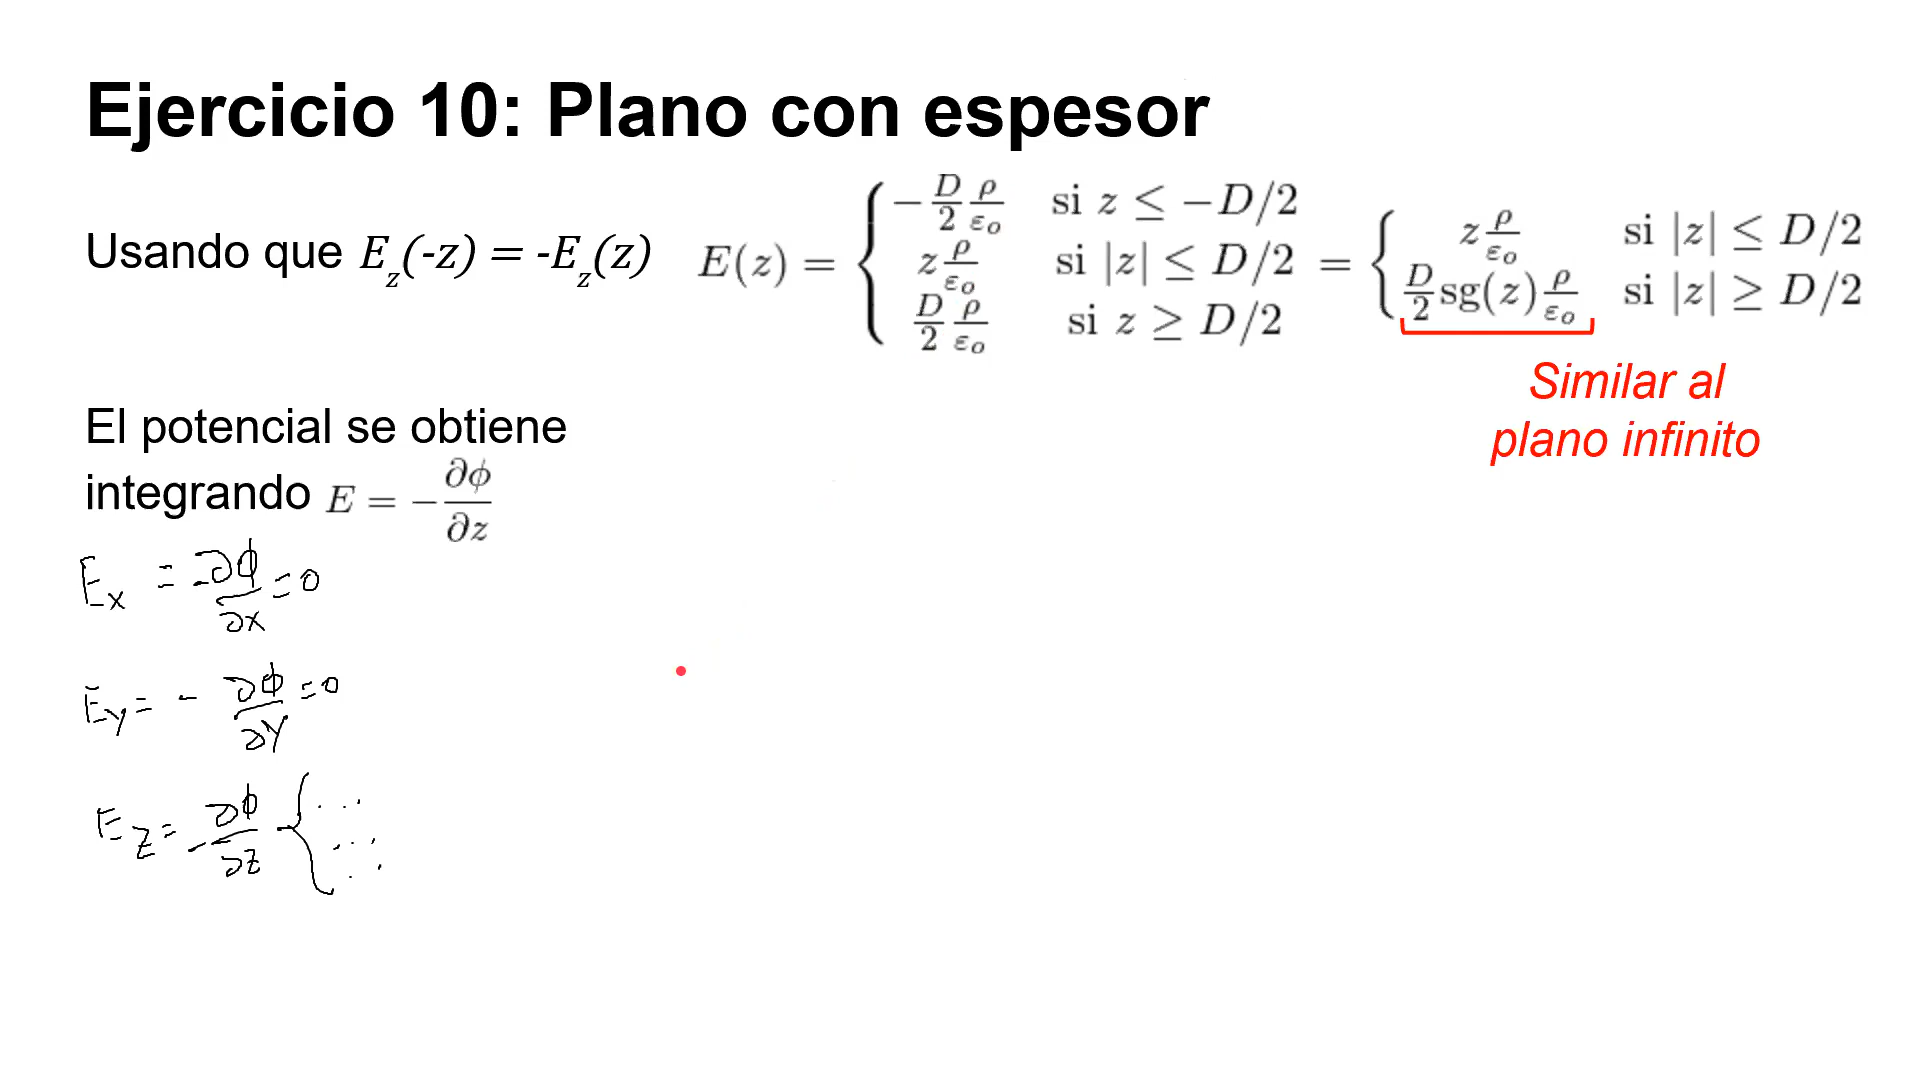 Ejercicio 10: Plano con espesor
Usando que E_z(-z) = -E_z(z)
E(z) = { -D/2 ρ/ε_o si z ≤ -D/2
z ρ/ε_o si |z| ≤ D/2
D/2 ρ/ε_o si z ≥ D/2
= { z ρ/ε_o si |z| ≤ D/2
D/2 sg(z) ρ/ε_o si |z| ≥ D/2
Similar al
plano infinito
El potencial se obtiene
integrando E = - ∂ϕ/∂z
E_x = -∂ϕ/∂x = 0
E_y = - ∂ϕ/∂y = 0
E_z = -∂ϕ/∂z { ...
...
..